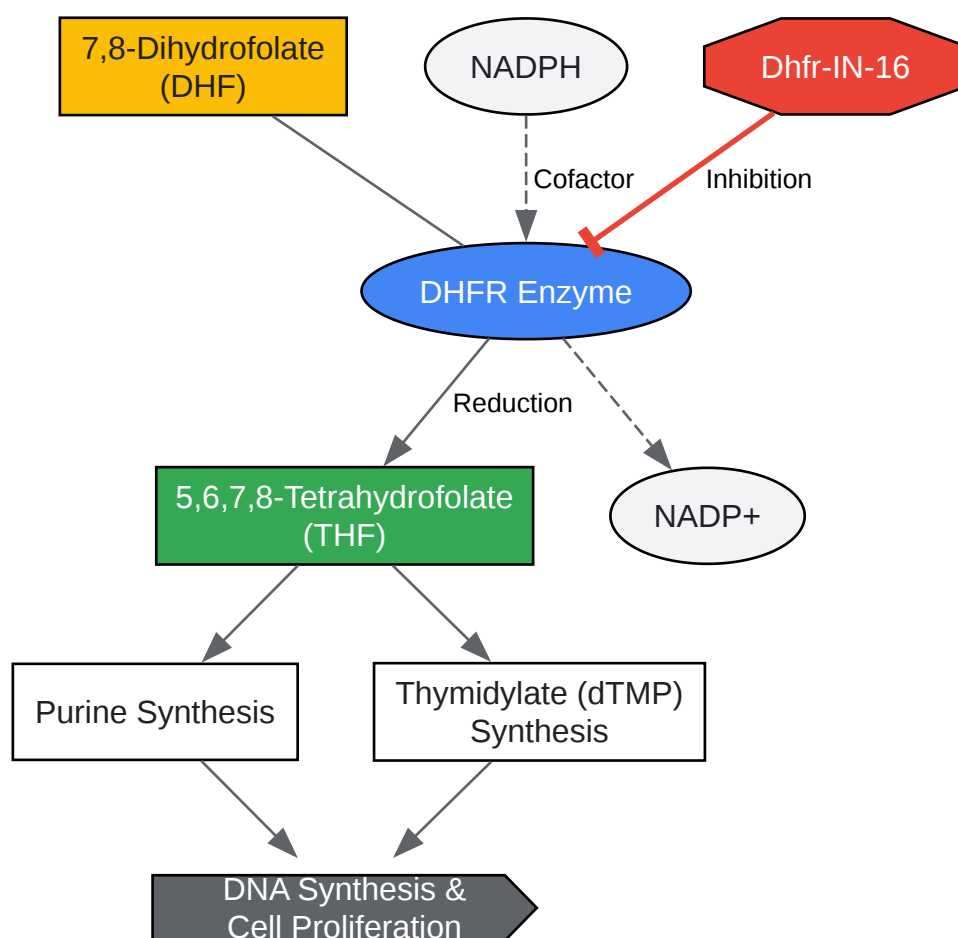 7,8-Dihydrofolate
(DHF)
NADPH
Dhfr-IN-16
Cofactor
Inhibition
DHFR Enzyme
Reduction
5,6,7,8-Tetrahydrofolate
(THF)
NADP+
Purine Synthesis
Thymidylate (dTMP)
Synthesis
DNA Synthesis &
Cell Proliferation